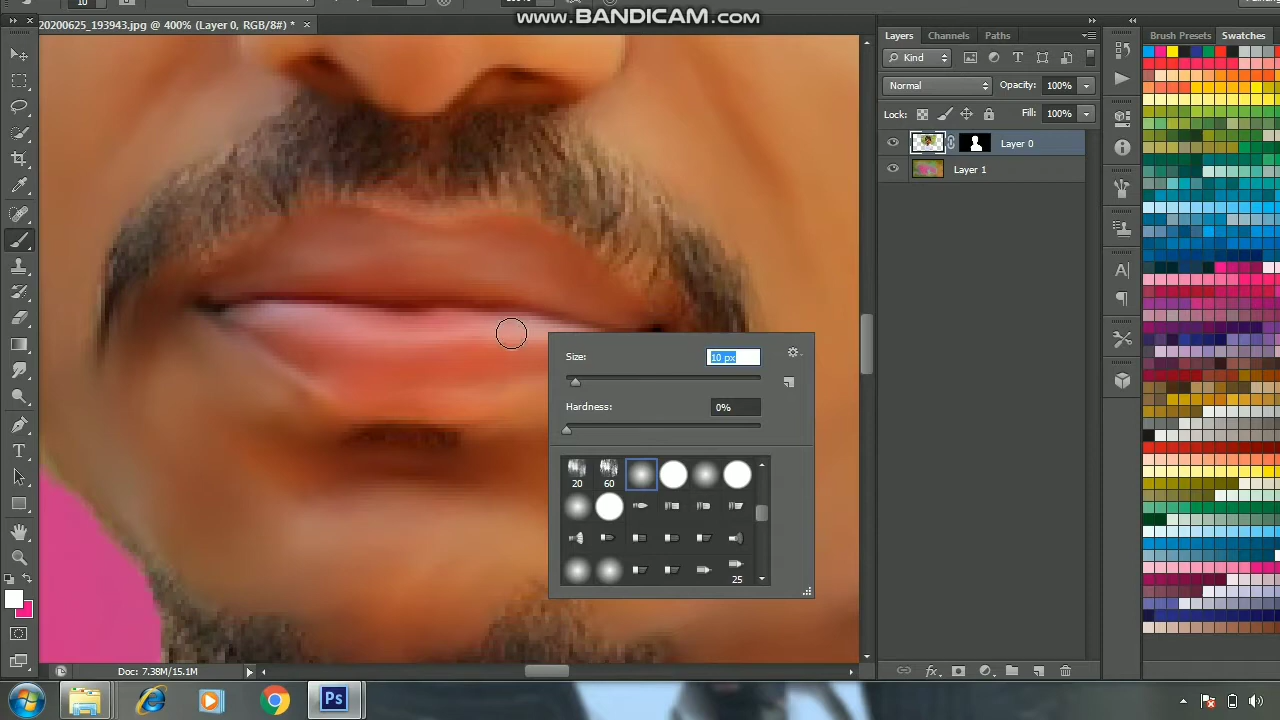 www.BANDICAM.com
20200625_193943.jpg @ 400% (Layer 0, RGB/8#) *
10
Layers
Channels
Paths
Brush Presets
Swatches
Kind
Normal
Opacity:
100%
Lock:
Fill:
100%
Layer 0
Layer 1
Size:
10 px
Hardness:
0%
20
60
25
Doc: 7.38M/15.1M
Ps